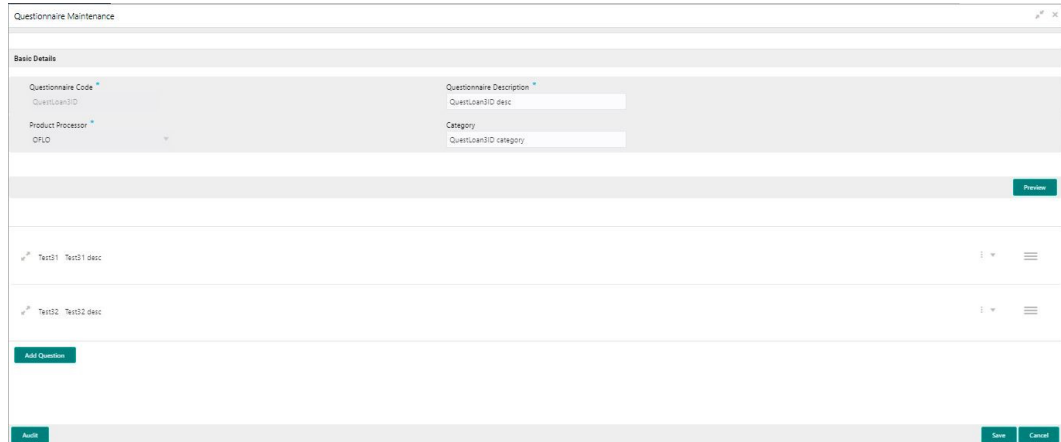 Questionnaire Maintenance
Basic Details
Questionnaire Code *
Questionnaire Description *
QuestLoan3ID
QuestLoan3ID desc
Product Processor *
Category
OFLO
QuestLoan3ID category
Preview
Test31 Test31 desc
Test32 Test32 desc
Add Question
Audit
Save
Cancel